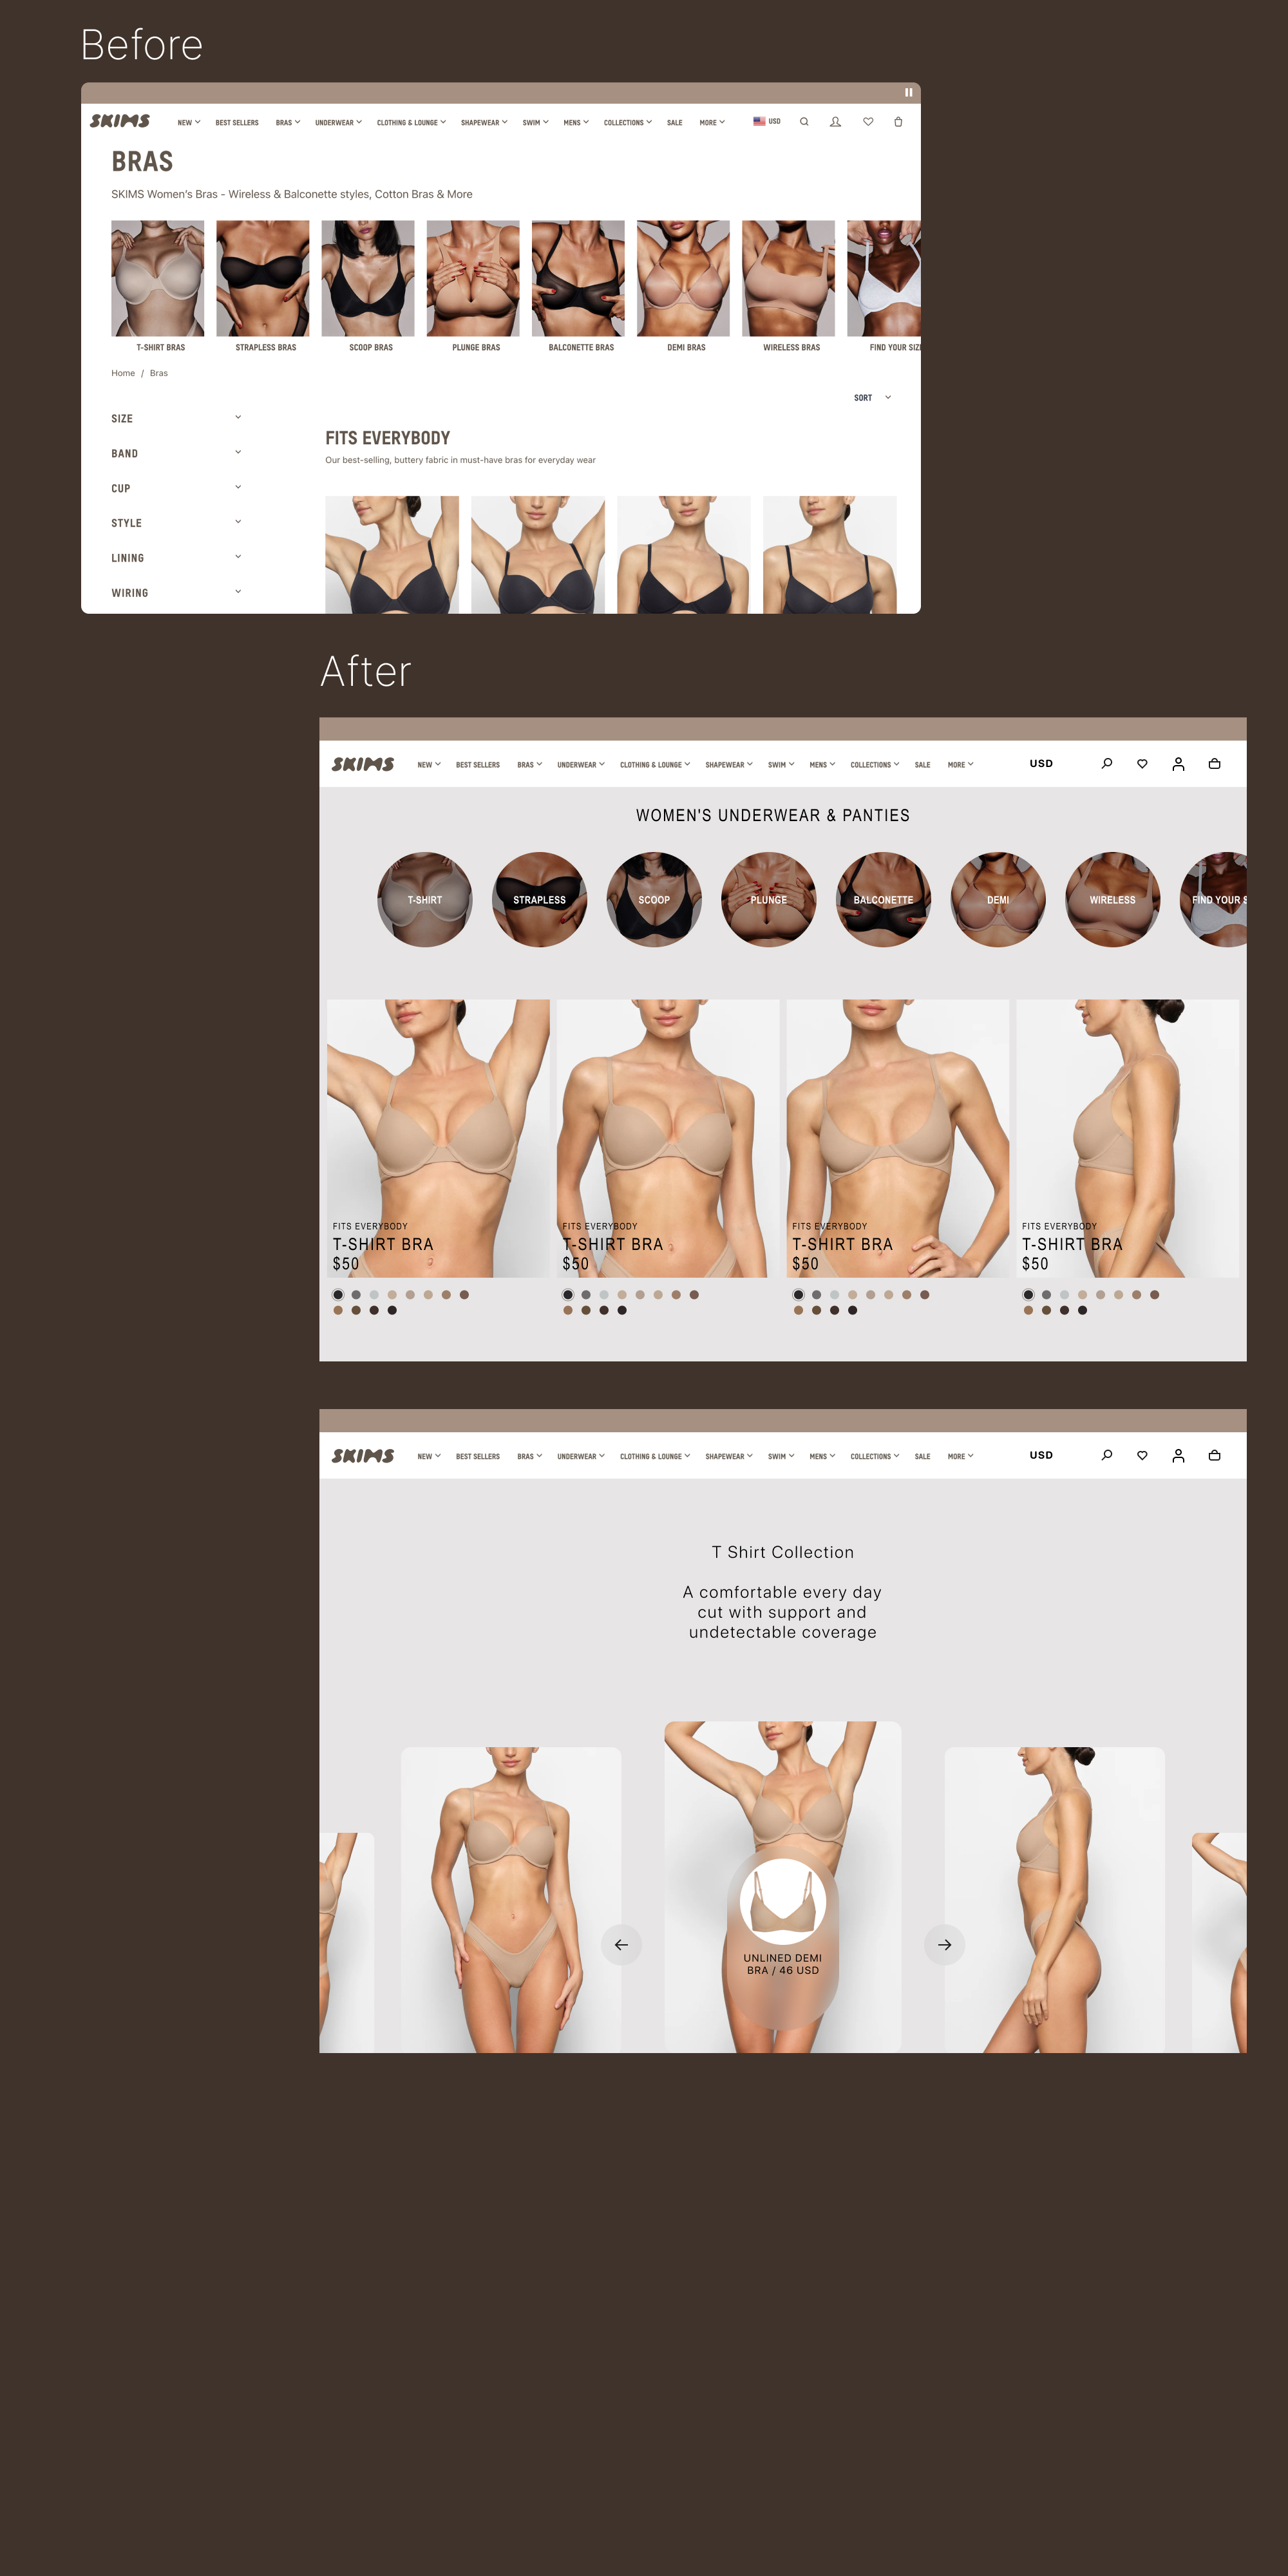 Before
SKIMS
NEW
BEST SELLERS
BRAS
UNDERWEAR
CLOTHING & LOUNGE
SHAPEWEAR
SWIM
MENS
COLLECTIONS
SALE
MORE
USD
BRAS
SKIMS Women's Bras - Wireless & Balconette styles, Cotton Bras & More
T-SHIRT BRAS
STRAPLESS BRAS
SCOOP BRAS
PLUNGE BRAS
BALCONETTE BRAS
DEMI BRAS
WIRELESS BRAS
FIND YOUR SIZE
Home / Bras
SORT
SIZE
BAND
CUP
STYLE
LINING
WIRING
FITS EVERYBODY
Our best-selling, buttery fabric in must-have bras for everyday wear
After
SKIMS
NEW
BEST SELLERS
BRAS
UNDERWEAR
CLOTHING & LOUNGE
SHAPEWEAR
SWIM
MENS
COLLECTIONS
SALE
MORE
USD
WOMEN'S UNDERWEAR & PANTIES
T-SHIRT
STRAPLESS
SCOOP
PLUNGE
BALCONETTE
DEMI
WIRELESS
FIND YOUR S
FITS EVERYBODY
T-SHIRT BRA
$50
FITS EVERYBODY
T-SHIRT BRA
$50
FITS EVERYBODY
T-SHIRT BRA
$50
FITS EVERYBODY
T-SHIRT BRA
$50
SKIMS
NEW
BEST SELLERS
BRAS
UNDERWEAR
CLOTHING & LOUNGE
SHAPEWEAR
SWIM
MENS
COLLECTIONS
SALE
MORE
USD
T Shirt Collection
A comfortable every day
cut with support and
undetectable coverage
UNLINED DEMI
BRA / 46 USD